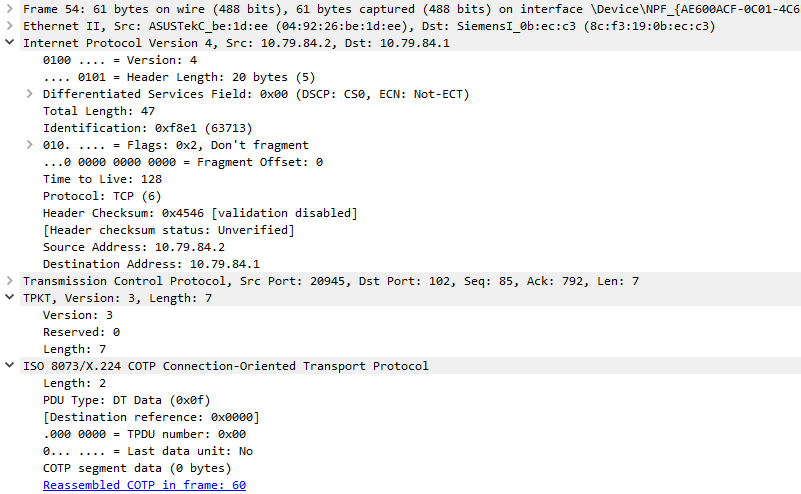 Frame 54: 61 bytes on wire (488 bits), 61 bytes captured (488 bits) on interface \Device\NPF_{AE600ACF-0C01-4C6
Ethernet II, Src: ASUSTekC_be:1d:ee (04:92:26:be:1d:ee), Dst: SiemensI_0b:ec:c3 (8c:f3:19:0b:ec:c3)
Internet Protocol Version 4, Src: 10.79.84.2, Dst: 10.79.84.1
0100 .... = Version: 4
.... 0101 = Header Length: 20 bytes (5)
Differentiated Services Field: 0x00 (DSCP: CS0, ECN: Not-ECT)
Total Length: 47
Identification: 0xf8e1 (63713)
010. .... = Flags: 0x2, Don't fragment
...0 0000 0000 0000 = Fragment Offset: 0
Time to Live: 128
Protocol: TCP (6)
Header Checksum: 0x4546 [validation disabled]
[Header checksum status: Unverified]
Source Address: 10.79.84.2
Destination Address: 10.79.84.1
Transmission Control Protocol, Src Port: 20945, Dst Port: 102, Seq: 85, Ack: 792, Len: 7
TPKT, Version: 3, Length: 7
Version: 3
Reserved: 0
Length: 7
ISO 8073/X.224 COTP Connection-Oriented Transport Protocol
Length: 2
PDU Type: DT Data (0x0f)
[Destination reference: 0x0000]
.000 0000 = TPDU number: 0x00
0... .... = Last data unit: No
COTP segment data (0 bytes)
Reassembled COTP in frame: 60